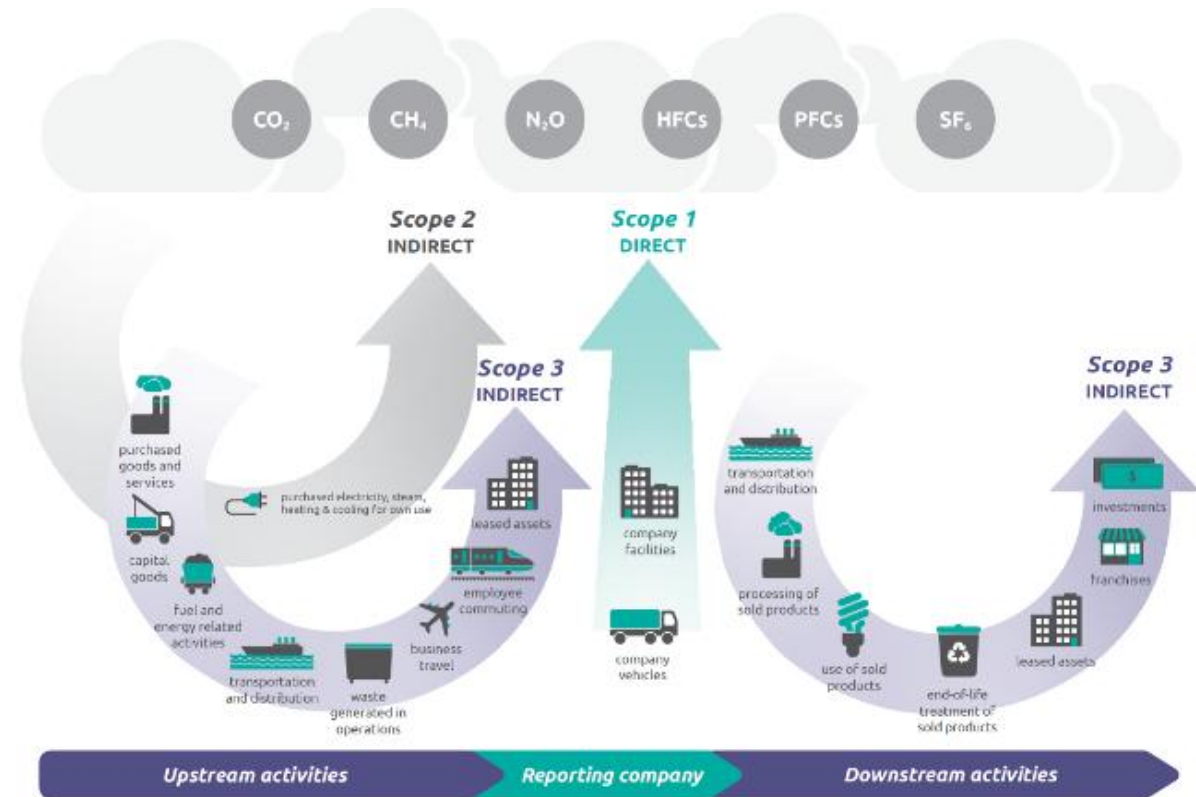 CO₂
CH₄
N₂O
HFCs
PFCs
SF₆
Scope 2
INDIRECT
Scope 1
DIRECT
Scope 3
INDIRECT
Scope 3
INDIRECT
purchased
goods and
services
capital
goods
fuel and
energy related
activities
purchased electricity, steam,
heating & cooling for own use
transportation
and distribution
waste
generated in
operations
business
travel
employee
commuting
leased assets
company
facilities
company
vehicles
transportation
and distribution
processing of
sold products
use of sold
products
end-of-life
treatment of
sold products
leased assets
franchises
$
investments
Upstream activities
Reporting company
Downstream activities